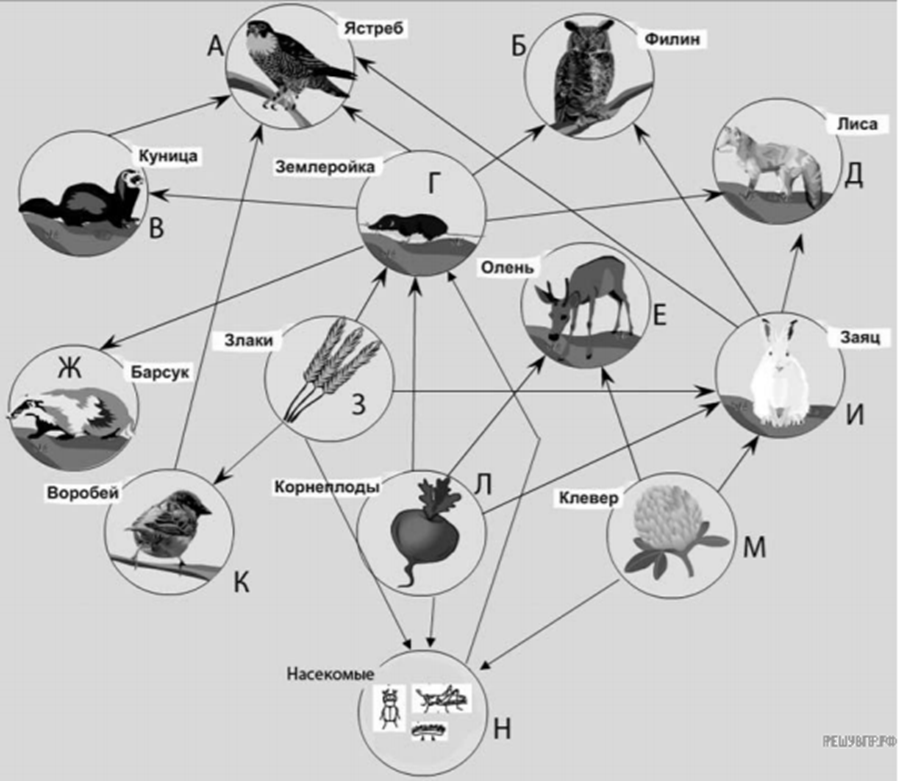 А
Ястреб
Б
Филин
Куница
В
Землеройка
Г
Лиса
Д
Олень
Е
Злаки
З
Заяц
И
Ж
Барсук
Воробей
К
Корнеплоды
Л
Клевер
М
Насекомые
Н
РЕШУВПР.РФ